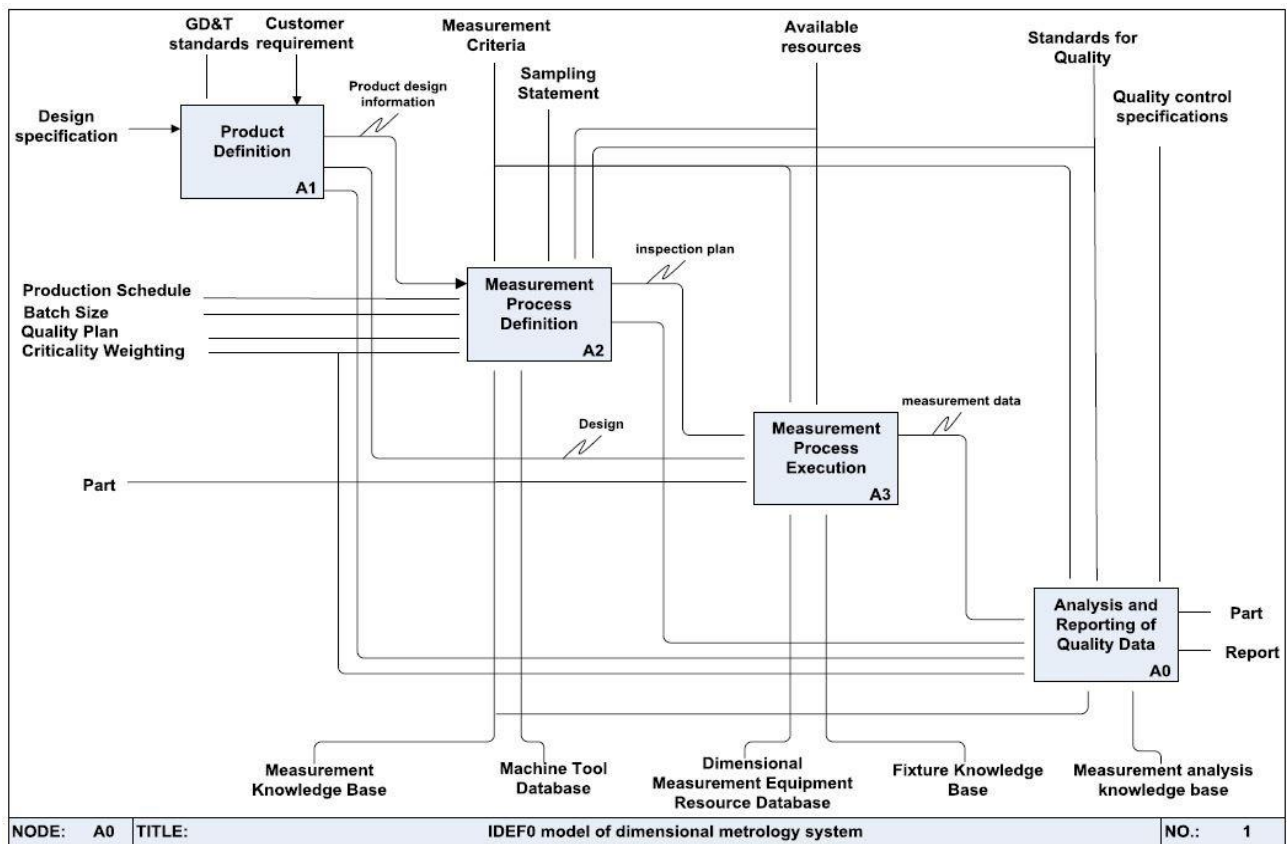 GD&T
standards
Customer
requirement
Measurement
Criteria
Available
resources
Standards for
Quality
Sampling
Statement
Product design
information
Quality control
specifications
Design
specification
Product
Definition
A1
inspection plan
Production Schedule
Batch Size
Quality Plan
Criticality Weighting
Measurement
Process
Definition
A2
Design
measurement data
Measurement
Process
Execution
A3
Part
Analysis and
Reporting of
Quality Data
A0
Part
Report
Measurement
Knowledge Base
Machine Tool
Database
Dimensional
Measurement Equipment
Resource Database
Fixture Knowledge
Base
Measurement analysis
knowledge base
NODE: A0 TITLE: IDEF0 model of dimensional metrology system NO.: 1